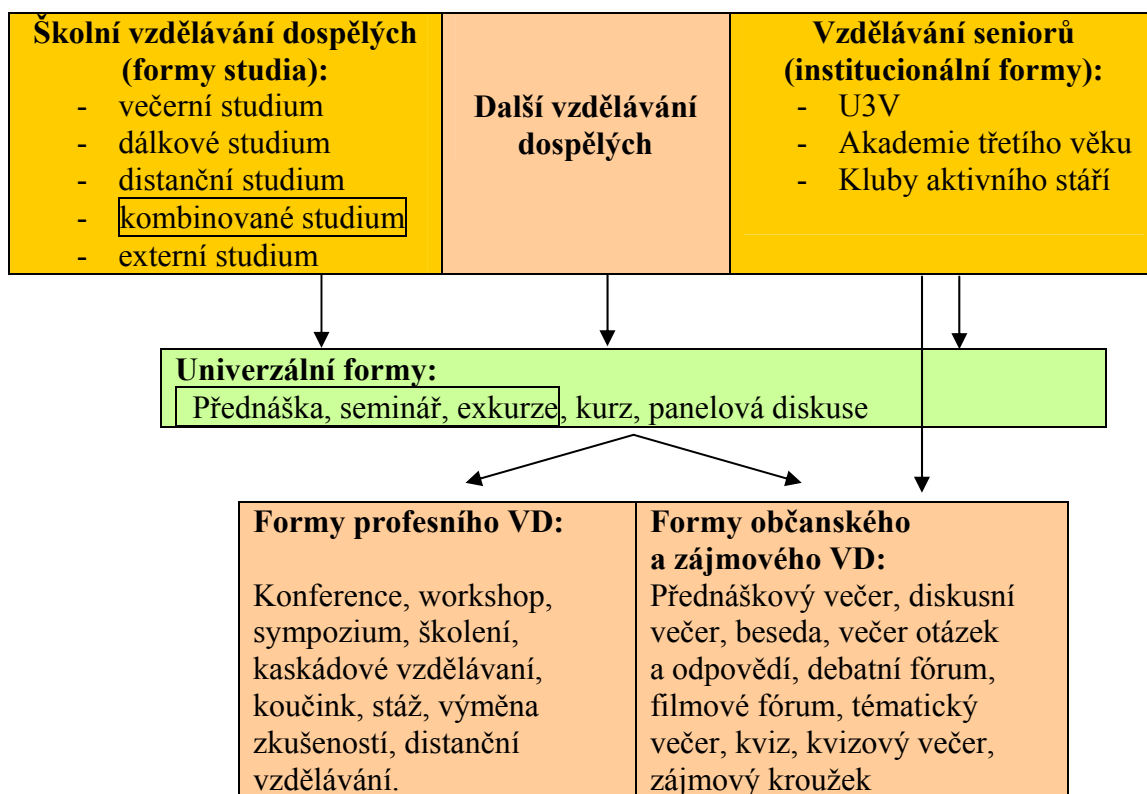 Školní vzdělávání dospělých
(formy studia):
- večerní studium
- dálkové studium
- distanční studium
- kombinované studium
- externí studium
Další vzdělávání
dospělých
Vzdělávání seniorů
(institucionální formy):
- U3V
- Akademie třetího věku
- Kluby aktivního stáří
Univerzální formy:
Přednáška, seminář, exkurze, kurz, panelová diskuse
Formy profesního VD:
Konference, workshop,
sympozium, školení,
kaskádové vzdělávaní,
koučink, stáž, výměna
zkušeností, distanční
vzdělávání.
Formy občanského
a zájmového VD:
Přednáškový večer, diskusní
večer, beseda, večer otázek
a odpovědí, debatní fórum,
filmové fórum, tématický
večer, kviz, kvizový večer,
zájmový kroužek